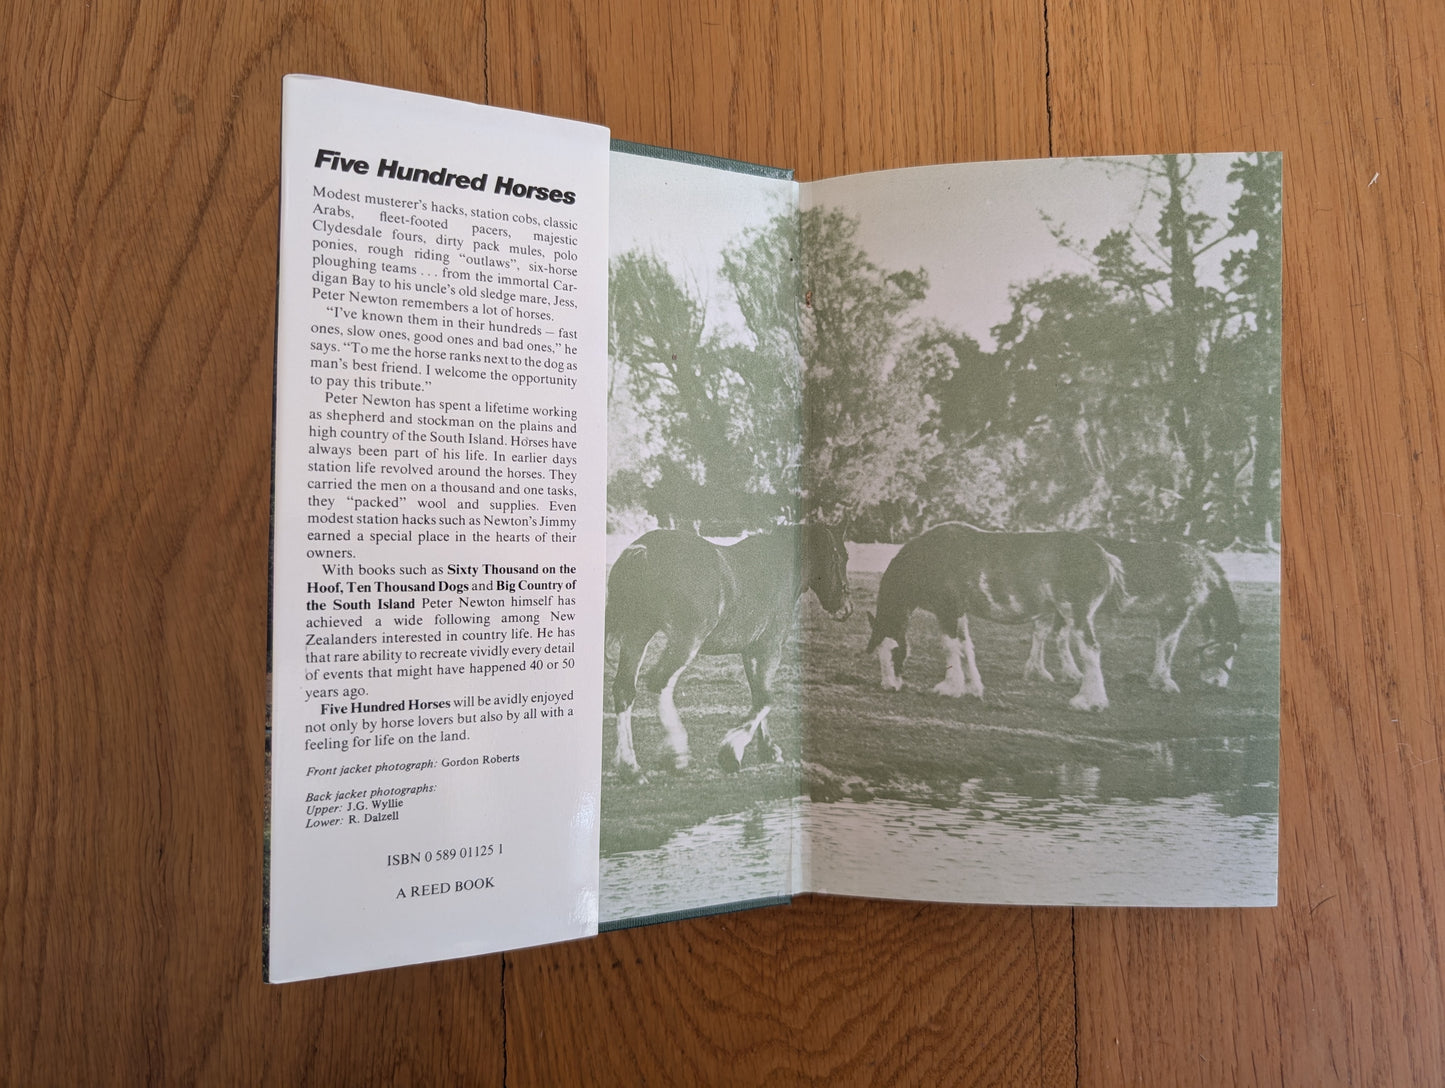 Five Hundred Horses
Modest musterer's hacks, station cobs, classic
Arabs, fleet-footed pacers, majestic
Clydesdale fours, dirty pack mules, polo
ponies, rough riding "outlaws", six-horse
ploughing teams . . . from the immortal Car-
digan Bay to his uncle's old sledge mare, Jess,
Peter Newton remembers a lot of horses.
"I've known them in their hundreds – fast
ones, slow ones, good ones and bad ones," he
says. "To me the horse ranks next to the dog as
man's best friend. I welcome the opportunity
to pay this tribute."
Peter Newton has spent a lifetime working
as shepherd and stockman on the plains and
high country of the South Island. Horses have
always been part of his life. In earlier days
station life revolved around the horses. They
carried the men on a thousand and one tasks,
they "packed" wool and supplies. Even
modest station hacks such as Newton's Jimmy
earned a special place in the hearts of their
owners.
With books such as Sixty Thousand on the
Hoof, Ten Thousand Dogs and Big Country of
the South Island Peter Newton himself has
achieved a wide following among New
Zealanders interested in country life. He has
that rare ability to recreate vividly every detail
of events that might have happened 40 or 50
years ago.
Five Hundred Horses will be avidly enjoyed
not only by horse lovers but also by all with a
feeling for life on the land.
Front jacket photograph: Gordon Roberts
Back jacket photographs:
Upper: J.G. Wyllie
Lower: R. Dalzell
ISBN 0 589 01125 1
A REED BOOK